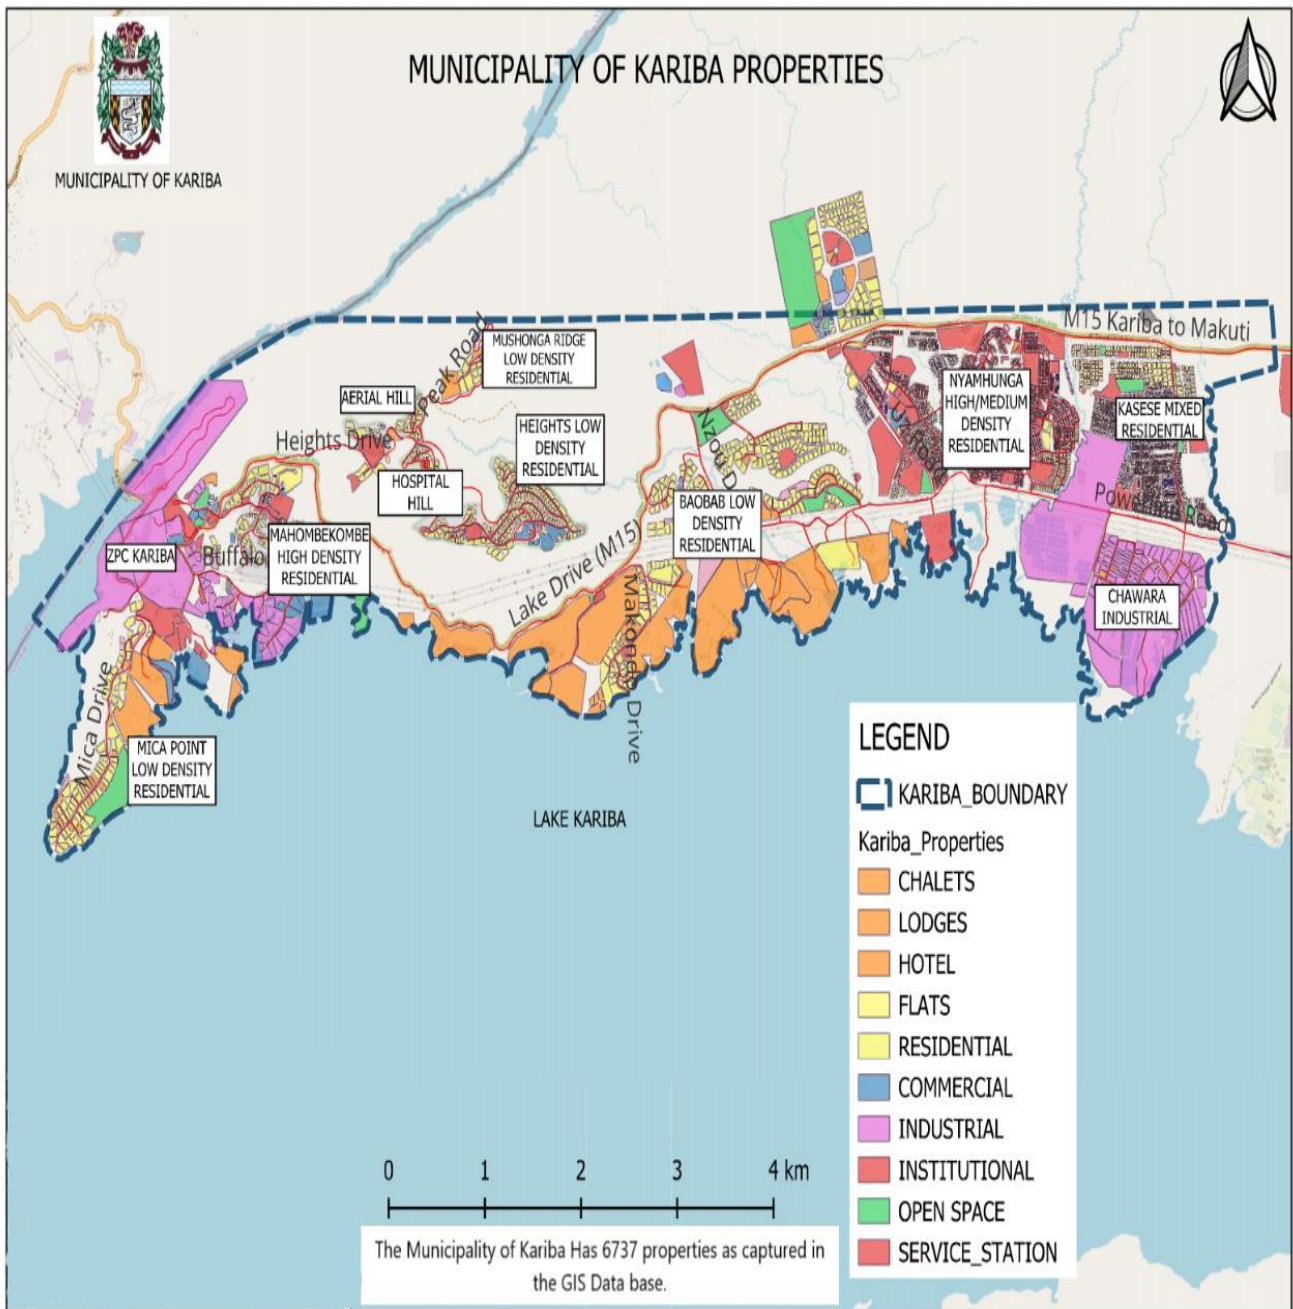 MUNICIPALITY OF KARIBA PROPERTIES
MUNICIPALITY OF KARIBA
M15 Kariba to Makuti
Peak Road
MUSHONGA RIDGE
LOW DENSITY
RESIDENTIAL
AERIAL HILL
Heights Drive
HEIGHTS LOW
DENSITY
RESIDENTIAL
HOSPITAL
HILL
NYAMHUNGA
HIGH/MEDIUM
DENSITY
RESIDENTIAL
KASESE MIXED
RESIDENTIAL
BAOBAB LOW
DENSITY
RESIDENTIAL
ZPC KARIBA
Buffalo
MAHOMBEKOMBE
HIGH DENSITY
RESIDENTIAL
Lake Drive (M15)
Road
CHAWARA
INDUSTRIAL
Drive
Mica Drive
MICA POINT
LOW DENSITY
RESIDENTIAL
LAKE KARIBA
LEGEND
KARIBA_BOUNDARY
Kariba_Properties
CHALETS
LODGES
HOTEL
FLATS
RESIDENTIAL
COMMERCIAL
INDUSTRIAL
INSTITUTIONAL
OPEN SPACE
SERVICE_STATION
0 1 2 3 4 km
The Municipality of Kariba Has 6737 properties as captured in
the GIS Data base.